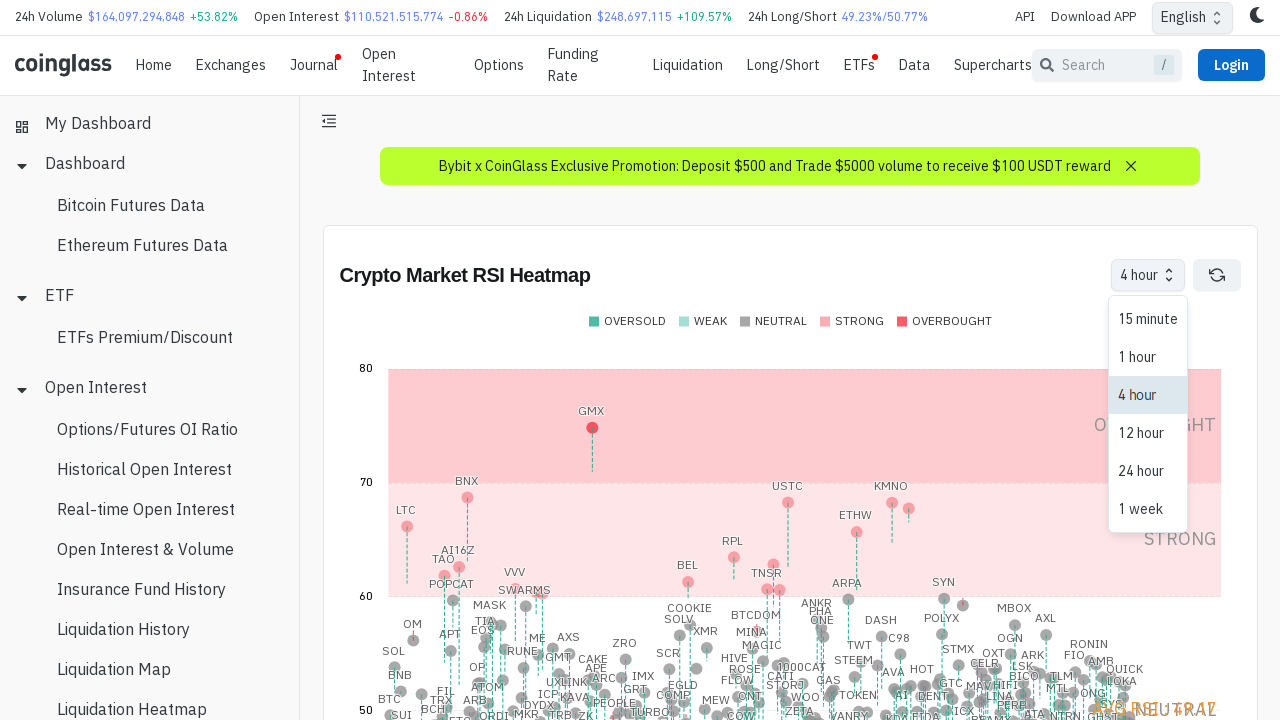 24h Volume $164,097,294,848 +53.82% Open Interest $110,521,515,774 -0.86% 24h Liquidation $248,697,115 +109.57% 24h Long/Short 49.23%/50.77% API Download APP English
coinglass Home Exchanges Journal Open Interest Options Funding Rate Liquidation Long/Short ETFs Data Supercharts Search / Login
My Dashboard
Dashboard
Bitcoin Futures Data
Ethereum Futures Data
ETF
ETFs Premium/Discount
Open Interest
Options/Futures OI Ratio
Historical Open Interest
Real-time Open Interest
Open Interest & Volume
Insurance Fund History
Liquidation History
Liquidation Map
Liquidation Heatmap
Bybit x CoinGlass Exclusive Promotion: Deposit $500 and Trade $5000 volume to receive $100 USDT reward
Crypto Market RSI Heatmap
4 hour
15 minute
1 hour
4 hour
12 hour
24 hour
1 week
OVERSOLD WEAK NEUTRAL STRONG OVERBOUGHT
80
GMX
70
BNX
USTC
KMNO
LTC
ETHW
STRONG
RPL
AI16Z
TAO
BEL
VVV
TNSR
POPCAT
SWARMS
ARPA
SYN
60
MASK
COOKIE
ANKR
MBOX
PHA
BTCDOM
SOLV
POLYX
AXL
ONE
DASH
TIA
OM
EOS
XMR
MINA
APT
ME
AXS
C98
OGN
ZRO
MAGIC
TWT
RONIN
SOL
RUNE
STMX
GMT
SCR
HIVE
OXT
ARK
FIO
CAKE
STEEM
CELR
AMB
OP
APE
ROSE
1000CAT
LSK
HOT
QUICK
BNB
ARC
IMX
CATI
AVA
BICO
TLM
UXLINK
FLOW
GAS
LOKA
ATOM
GRT
EGLD
STORJ
GTC
MAV
HIFI
MTL
FIL
ICP
KAVA
COMP
CNT
WOO
TOKEN
AI
DENT
LINA
BTC
TRX
ARB
DYDX
PEOPLE
MEW
PERP
50
SUI
BCH
ORDI
MKR
TRB
ZK
TURBO
COW
ZETA
VANRY
ICX
ATA
NEUTRAL